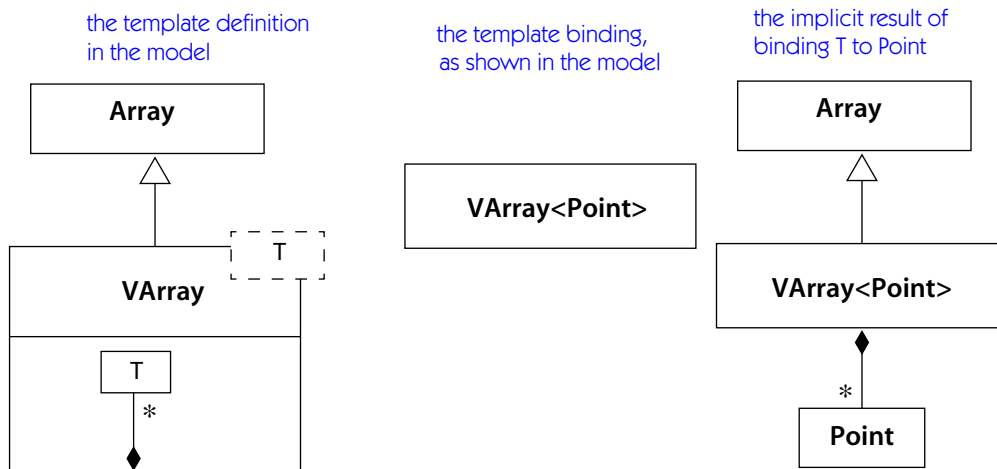 the template definition
in the model
Array
T
VArray
T
*
the template binding,
as shown in the model
VArray<Point>
the implicit result of
binding T to Point
Array
VArray<Point>
*
Point